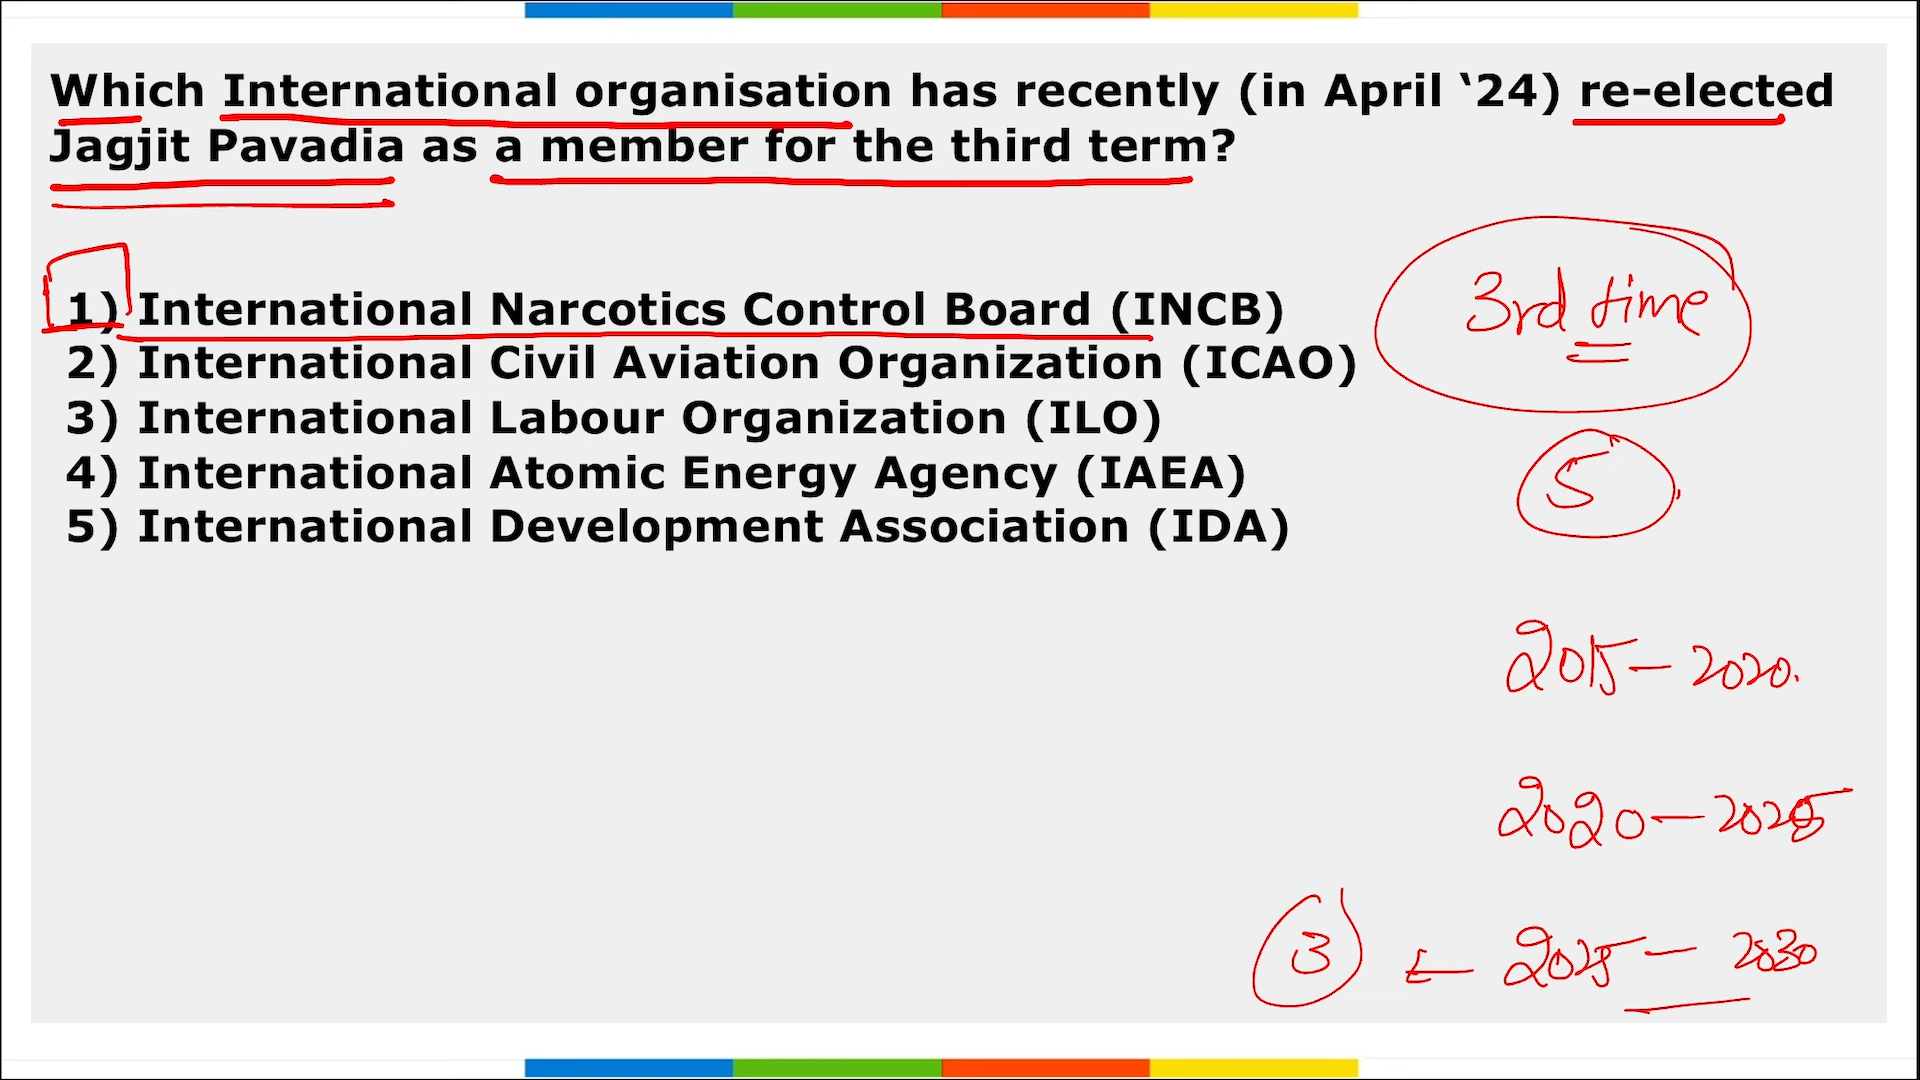 Which International organisation has recently (in April ‘24) re-elected
Jagjit Pavadia as a member for the third term?
1) International Narcotics Control Board (INCB)
2) International Civil Aviation Organization (ICAO)
3) International Labour Organization (ILO)
4) International Atomic Energy Agency (IAEA)
5) International Development Association (IDA)
3rd time
5
2015 – 2020.
2020 – 2025
3 ← 2025 – 2030